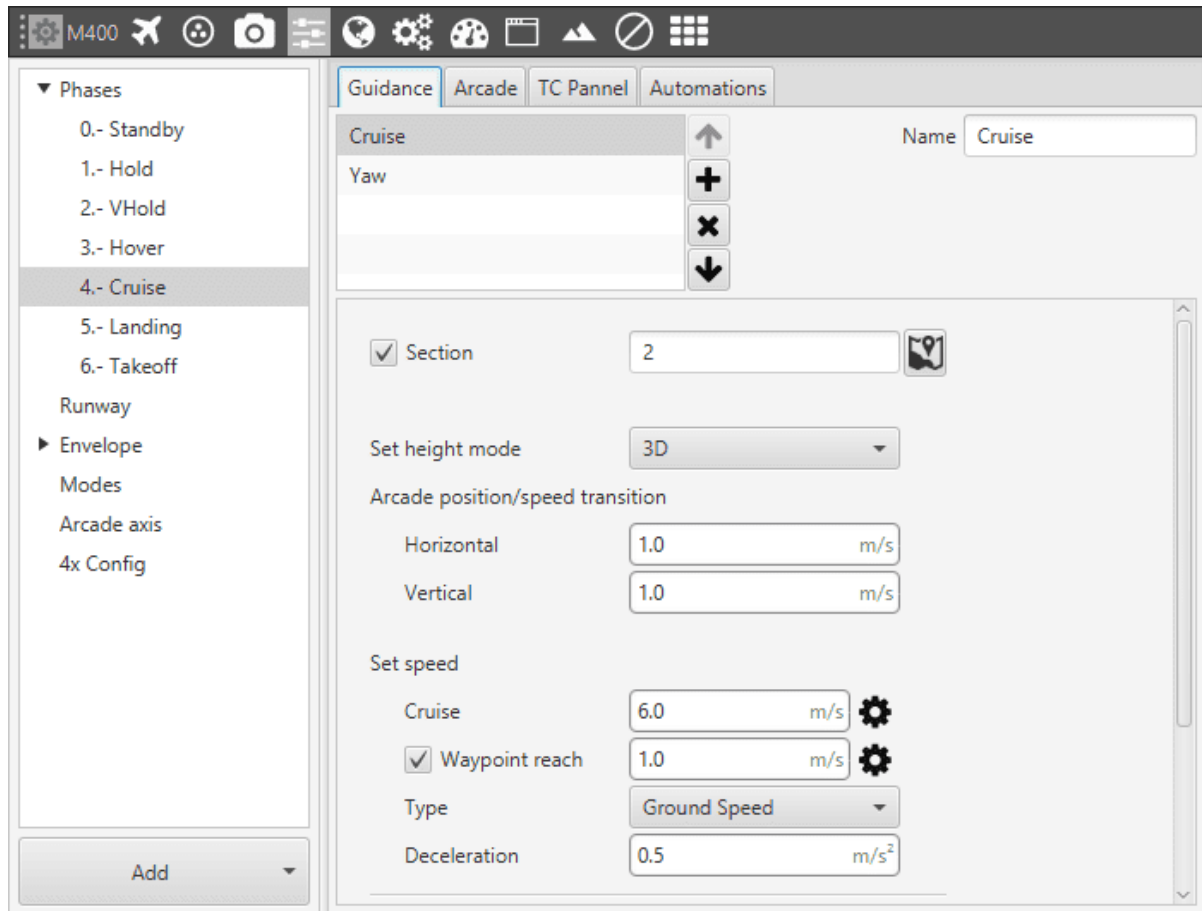 M400
Phases
0.- Standby
1.- Hold
2.- VHold
3.- Hover
4.- Cruise
5.- Landing
6.- Takeoff
Runway
Envelope
Modes
Arcade axis
4x Config
Add
Guidance Arcade TC Pannel Automations
Cruise
Yaw
Name Cruise
Section 2
Set height mode 3D
Arcade position/speed transition
Horizontal 1.0 m/s
Vertical 1.0 m/s
Set speed
Cruise 6.0 m/s
Waypoint reach 1.0 m/s
Type Ground Speed
Deceleration 0.5 m/s²